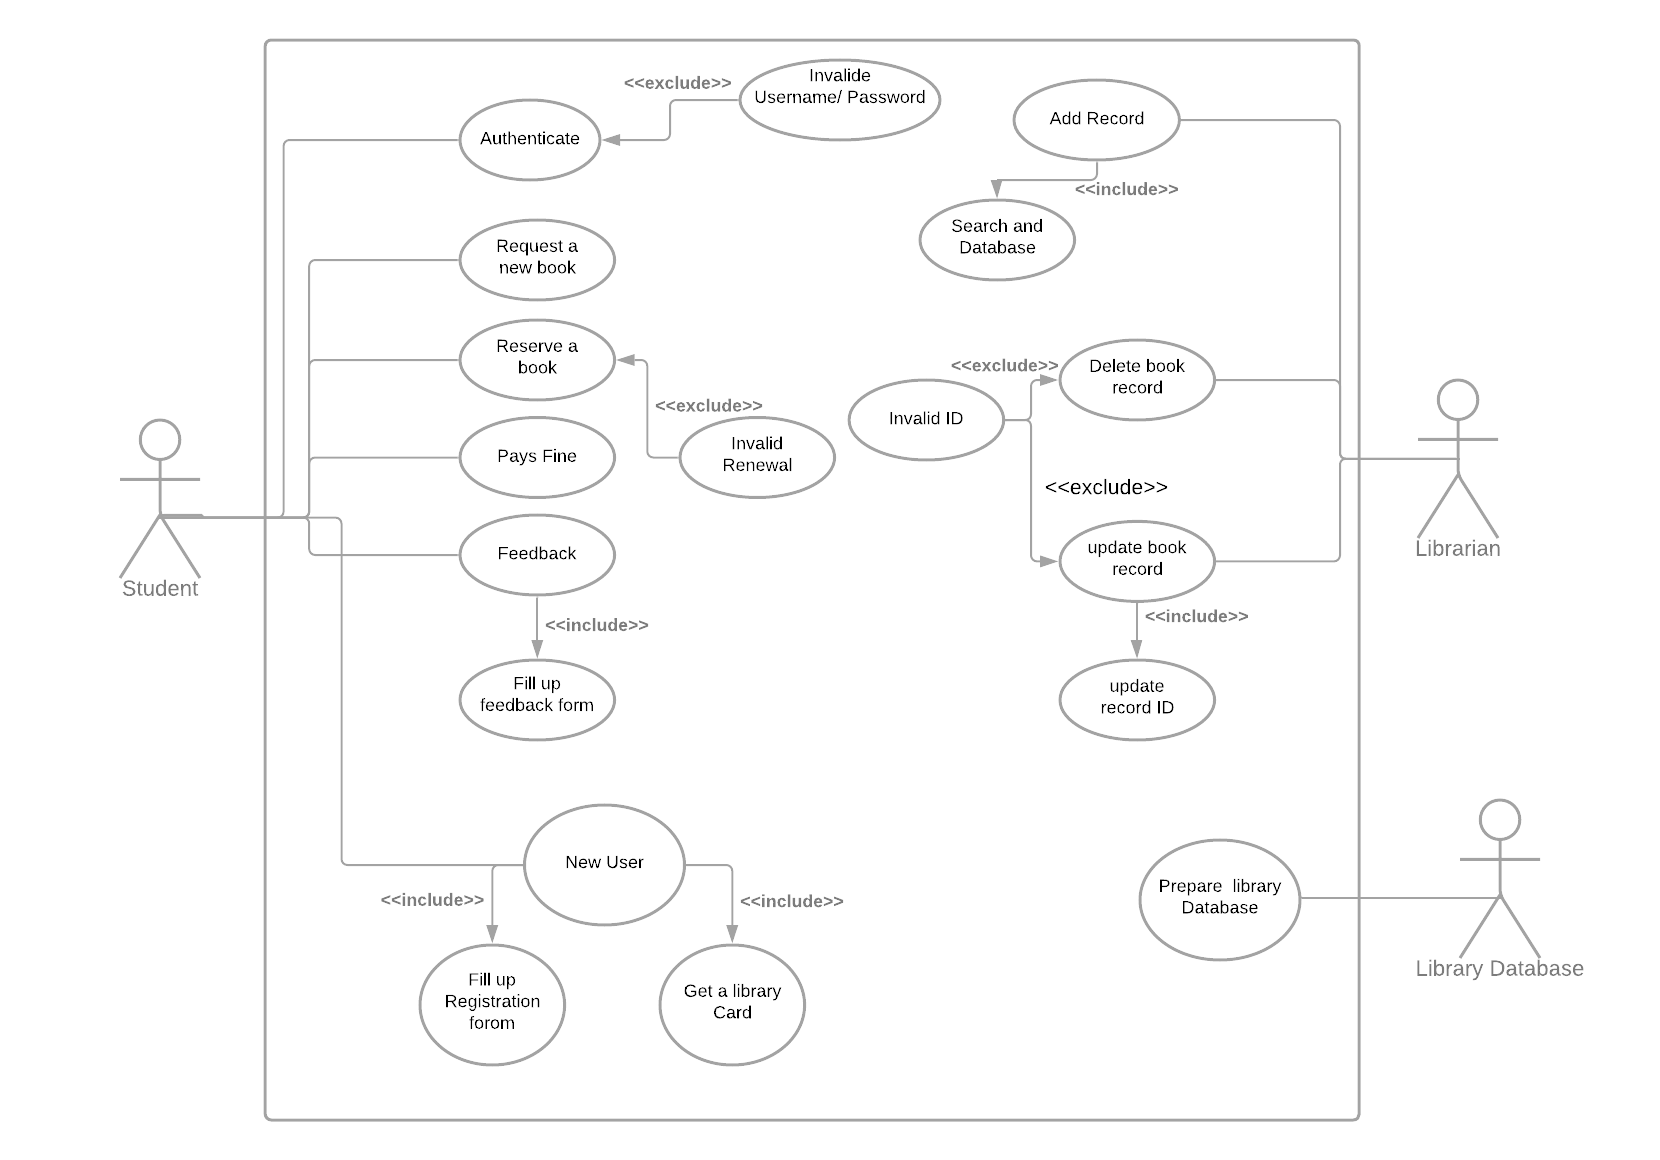 <<exclude>>
Invalide
Username/ Password
Authenticate
Add Record
<<include>>
Search and
Database
Request a
new book
Reserve a
book
<<exclude>>
Invalid
Renewal
Pays Fine
Feedback
<<include>>
Fill up
feedback form
Student
<<exclude>>
Delete book
record
Invalid ID
<<exclude>>
update book
record
<<include>>
update
record ID
Librarian
New User
<<include>>
<<include>>
Fill up
Registration
forom
Get a library
Card
Prepare  library
Database
Library Database